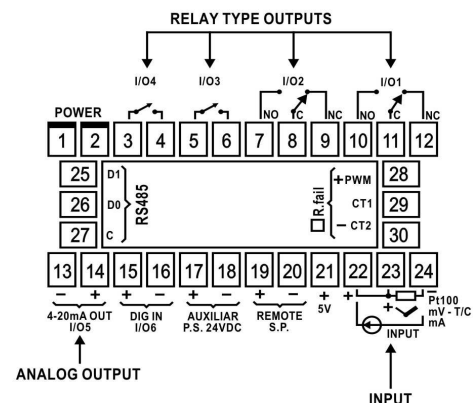 RELAY TYPE OUTPUTS
I/O4 I/O3 I/O2 I/O1
POWER
NO C NC NO C NC
1 2 3 4 5 6 7 8 9 10 11 12
25 D1 + PWM 28
26 D0 RS485 R.fail CT1 29
27 C - CT2 30
13 14 15 16 17 18 19 20 21 22 23 24
- + + - + - + - + + -
4-20mA OUT DIG IN AUXILIAR REMOTE 5V + Pt100
I/O5 I/O6 P.S. 24VDC S.P. mV - T/C
INPUT mA
ANALOG OUTPUT
INPUT